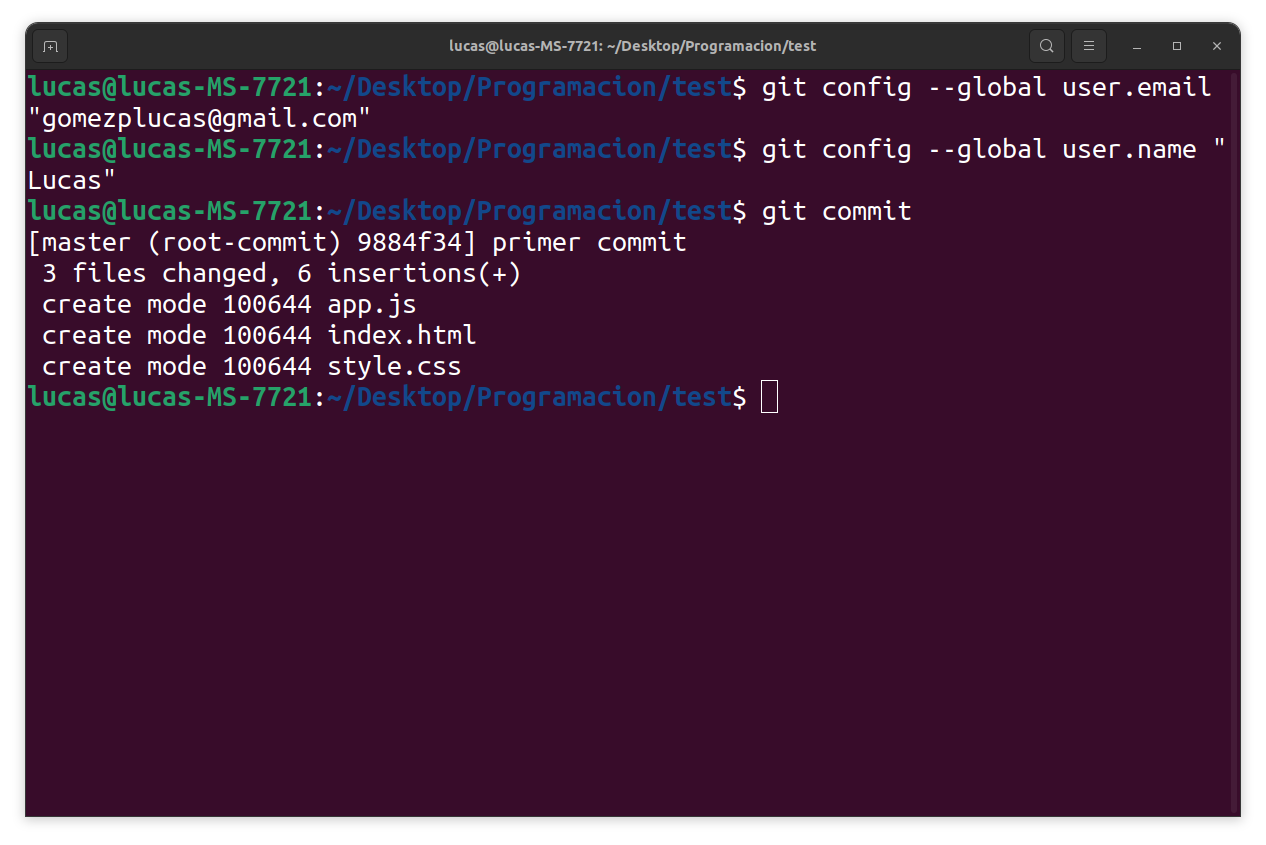 lucas@lucas-MS-7721: ~/Desktop/Programacion/test
lucas@lucas-MS-7721:~/Desktop/Programacion/test$ git config --global user.email
"gomezplucas@gmail.com"
lucas@lucas-MS-7721:~/Desktop/Programacion/test$ git config --global user.name "
Lucas"
lucas@lucas-MS-7721:~/Desktop/Programacion/test$ git commit
[master (root-commit) 9884f34] primer commit
 3 files changed, 6 insertions(+)
 create mode 100644 app.js
 create mode 100644 index.html
 create mode 100644 style.css
lucas@lucas-MS-7721:~/Desktop/Programacion/test$